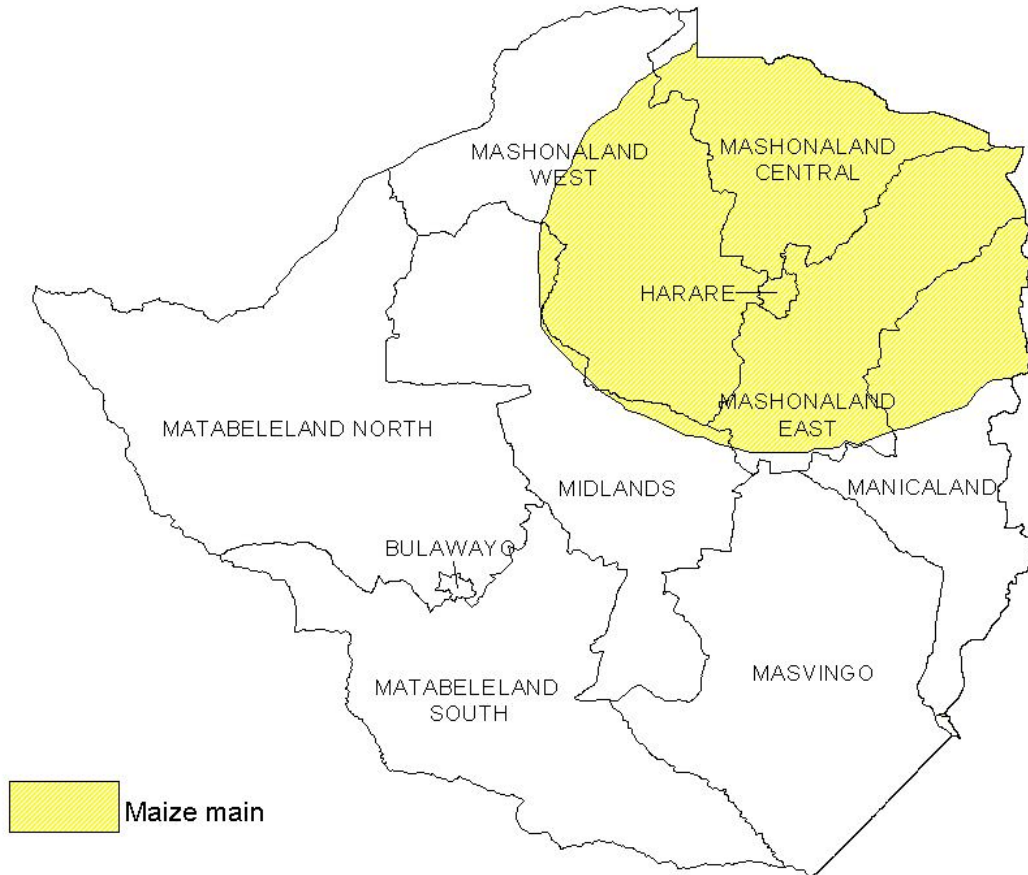 MASHONALAND
WEST
MASHONALAND
CENTRAL
HARARE
MASHONALAND
EAST
MATABELELAND NORTH
MIDLANDS
MANICALAND
BULAWAYO
MATABELELAND
SOUTH
MASVINGO
Maize main